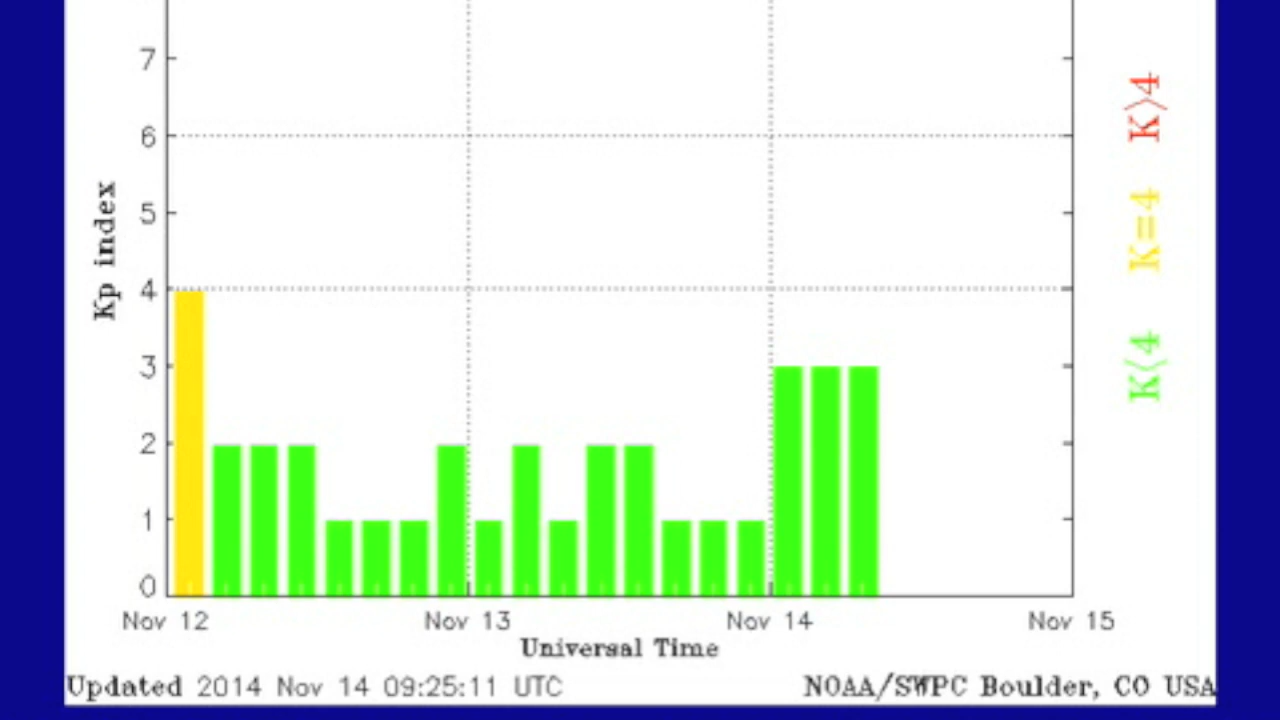 7
6
5
4
3
2
1
0
Kp index
Nov 12 Nov 13 Nov 14 Nov 15
Universal Time
Updated 2014 Nov 14 09:25:11 UTC NOAA/SWPC Boulder, CO USA
K<4 K=4 K>4